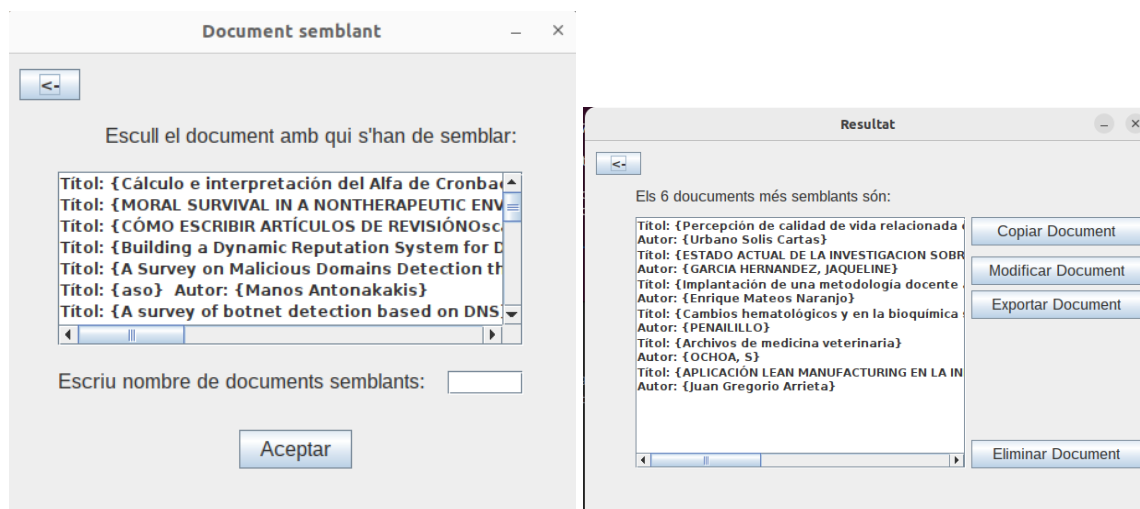 Document semblant
<-
Escull el document amb qui s'han de semblar:
Títol: {Cálculo e interpretación del Alfa de Cronba
Títol: {MORAL SURVIVAL IN A NONTHERAPEUTIC ENV
Títol: {CÓMO ESCRIBIR ARTÍCULOS DE REVISIÓNOsc
Títol: {Building a Dynamic Reputation System for D
Títol: {A Survey on Malicious Domains Detection th
Títol: {aso} Autor: {Manos Antonakakis}
Títol: {A survey of botnet detection based on DNS}
Escriu nombre de documents semblants:
Aceptar
Resultat
<-
Els 6 doucuments més semblants són:
Títol: {Percepción de calidad de vida relacionada
Autor: {Urbano Solis Cartas}
Títol: {ESTADO ACTUAL DE LA INVESTIGACION SOBR
Autor: {GARCIA HERNANDEZ, JAQUELINE}
Títol: {Implantación de una metodología docente
Autor: {Enrique Mateos Naranjo}
Títol: {Cambios hematológicos y en la bioquímica
Autor: {PENAILILLO}
Títol: {Archivos de medicina veterinaria}
Autor: {OCHOA, S}
Títol: {APLICACIÓN LEAN MANUFACTURING EN LA IN
Autor: {Juan Gregorio Arrieta}
Copiar Document
Modificar Document
Exportar Document
Eliminar Document